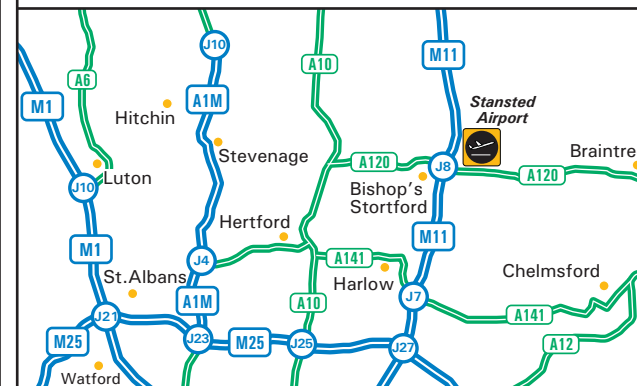 J10
A10
M11
A6
M1
A1M
Hitchin
Stansted
Airport
Stevenage
A120
J8
Braintre
A120
Luton
J10
Bishop's
Stortford
Hertford
M11
M1
J4
A141
Chelmsford
St.Albans
Harlow
A1M
A10
J7
A141
J21
M25
J23
M25
J25
J27
A12
Watford